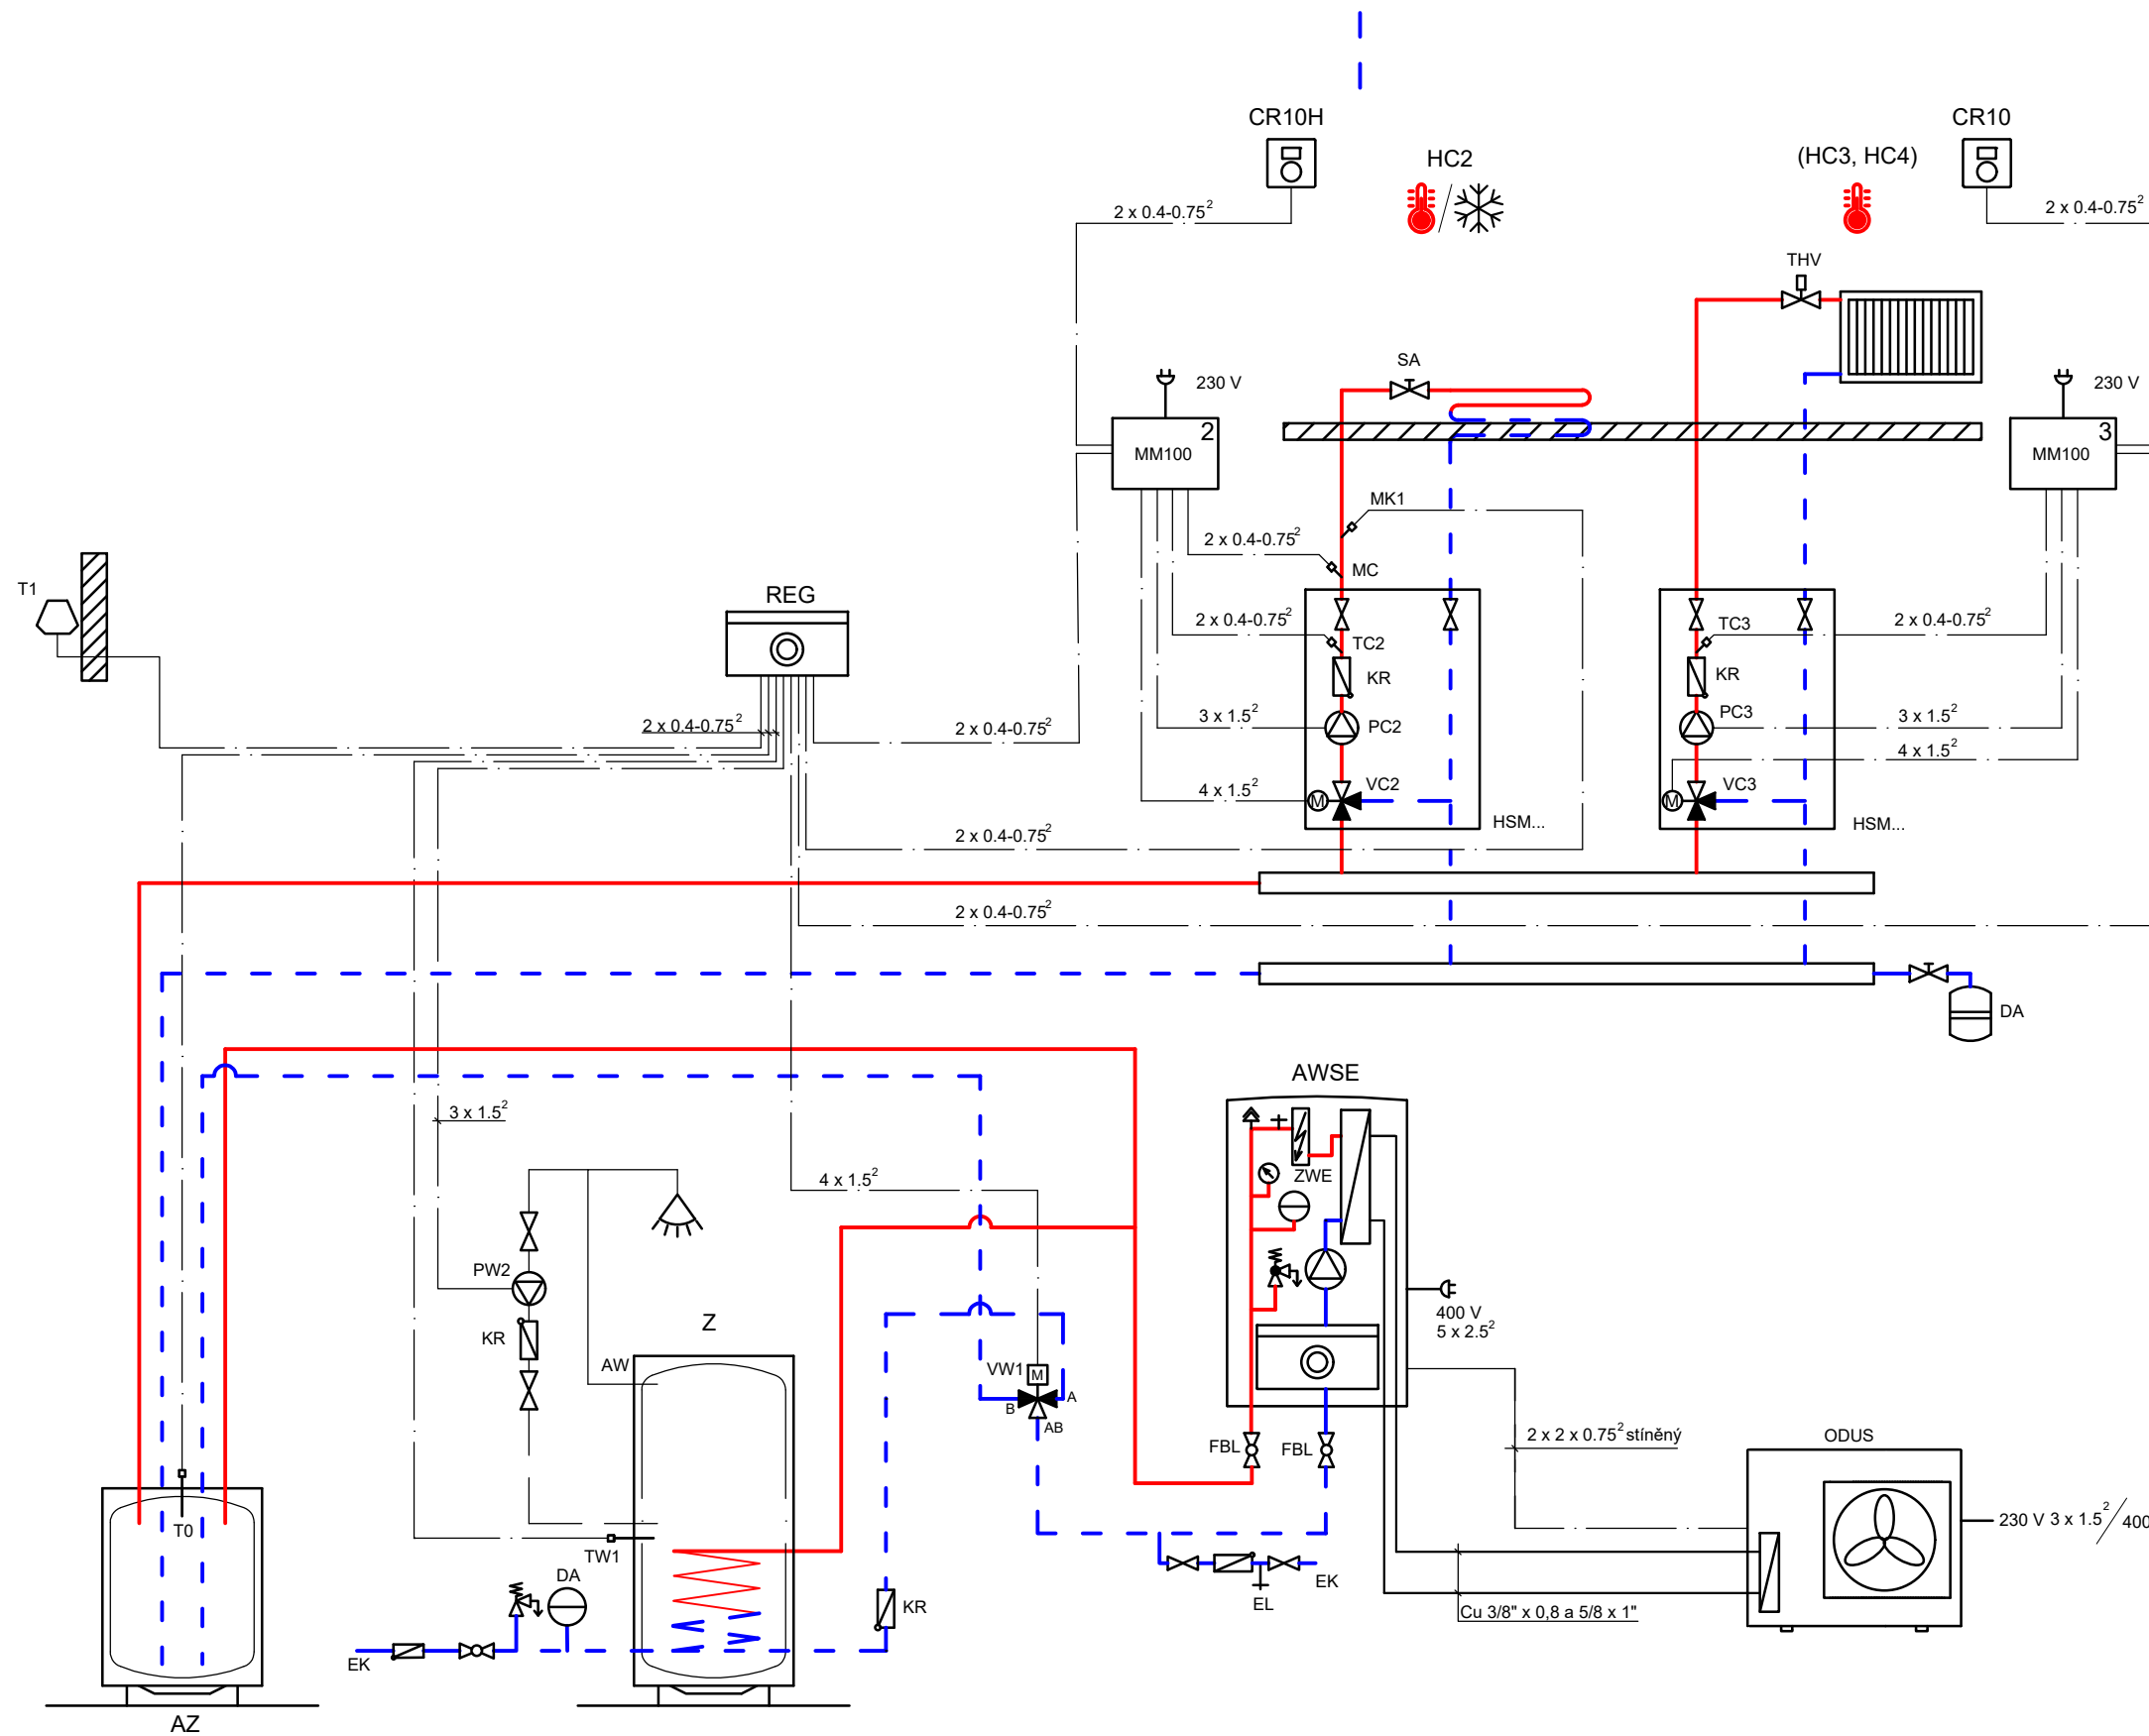 CR10H
CR10
HC2
(HC3, HC4)
2 x 0.4-0.75²
2 x 0.4-0.75²
THV
SA
230 V
230 V
2
MM100
3
MM100
MK1
2 x 0.4-0.75²
MC
T1
REG
2 x 0.4-0.75²
TC2
TC3
2 x 0.4-0.75²
KR
KR
2 x 0.4-0.75²
2 x 0.4-0.75²
3 x 1.5²
PC2
PC3
3 x 1.5²
4 x 1.5²
4 x 1.5²
M
VC2
M
VC3
HSM...
HSM...
2 x 0.4-0.75²
2 x 0.4-0.75²
DA
AWSE
3 x 1.5²
4 x 1.5²
ZWE
PW2
400 V
5 x 2.5²
KR
Z
AW
VW1
M
B
A
AB
FBL
FBL
2 x 2 x 0.75² stíněný
ODUS
T0
230 V 3 x 1.5² / 400
TW1
DA
EK
EL
KR
Cu 3/8" x 0,8 a 5/8 x 1"
EK
AZ